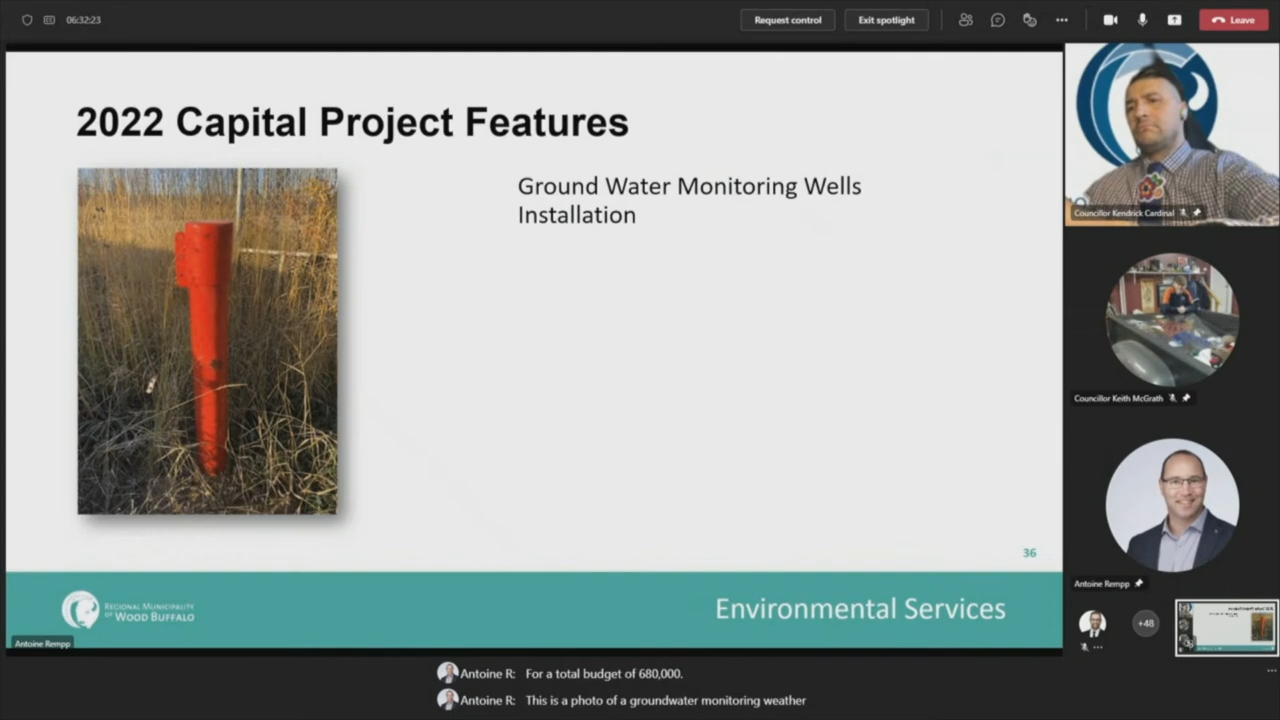 06:32:23
Request control
Exit spotlight
Leave
2022 Capital Project Features
Ground Water Monitoring Wells
Installation
36
REGIONAL MUNICIPALITY
OF WOOD BUFFALO
Environmental Services
Antoine Rempp
Councillor Kendrick Cardinal
Councillor Keith McGrath
Antoine Rempp
+48
Antoine R: For a total budget of 680,000.
Antoine R: This is a photo of a groundwater monitoring weather